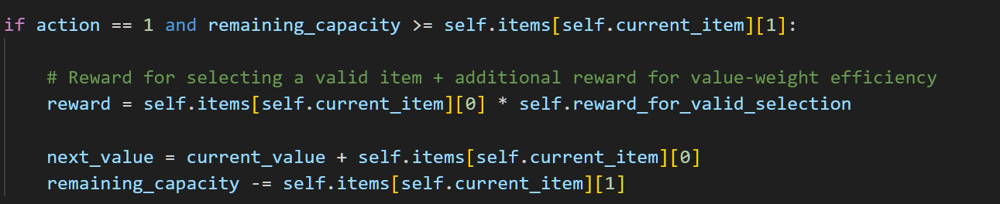 if action == 1 and remaining_capacity >= self.items[self.current_item][1]:
# Reward for selecting a valid item + additional reward for value-weight efficiency
reward = self.items[self.current_item][0] * self.reward_for_valid_selection
next_value = current_value + self.items[self.current_item][0]
remaining_capacity -= self.items[self.current_item][1]